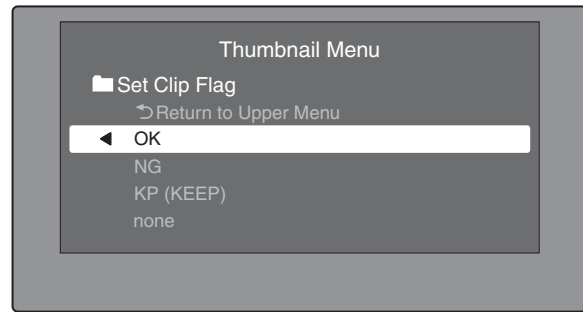 Thumbnail Menu
Set Clip Flag
Return to Upper Menu
OK
NG
KP (KEEP)
none